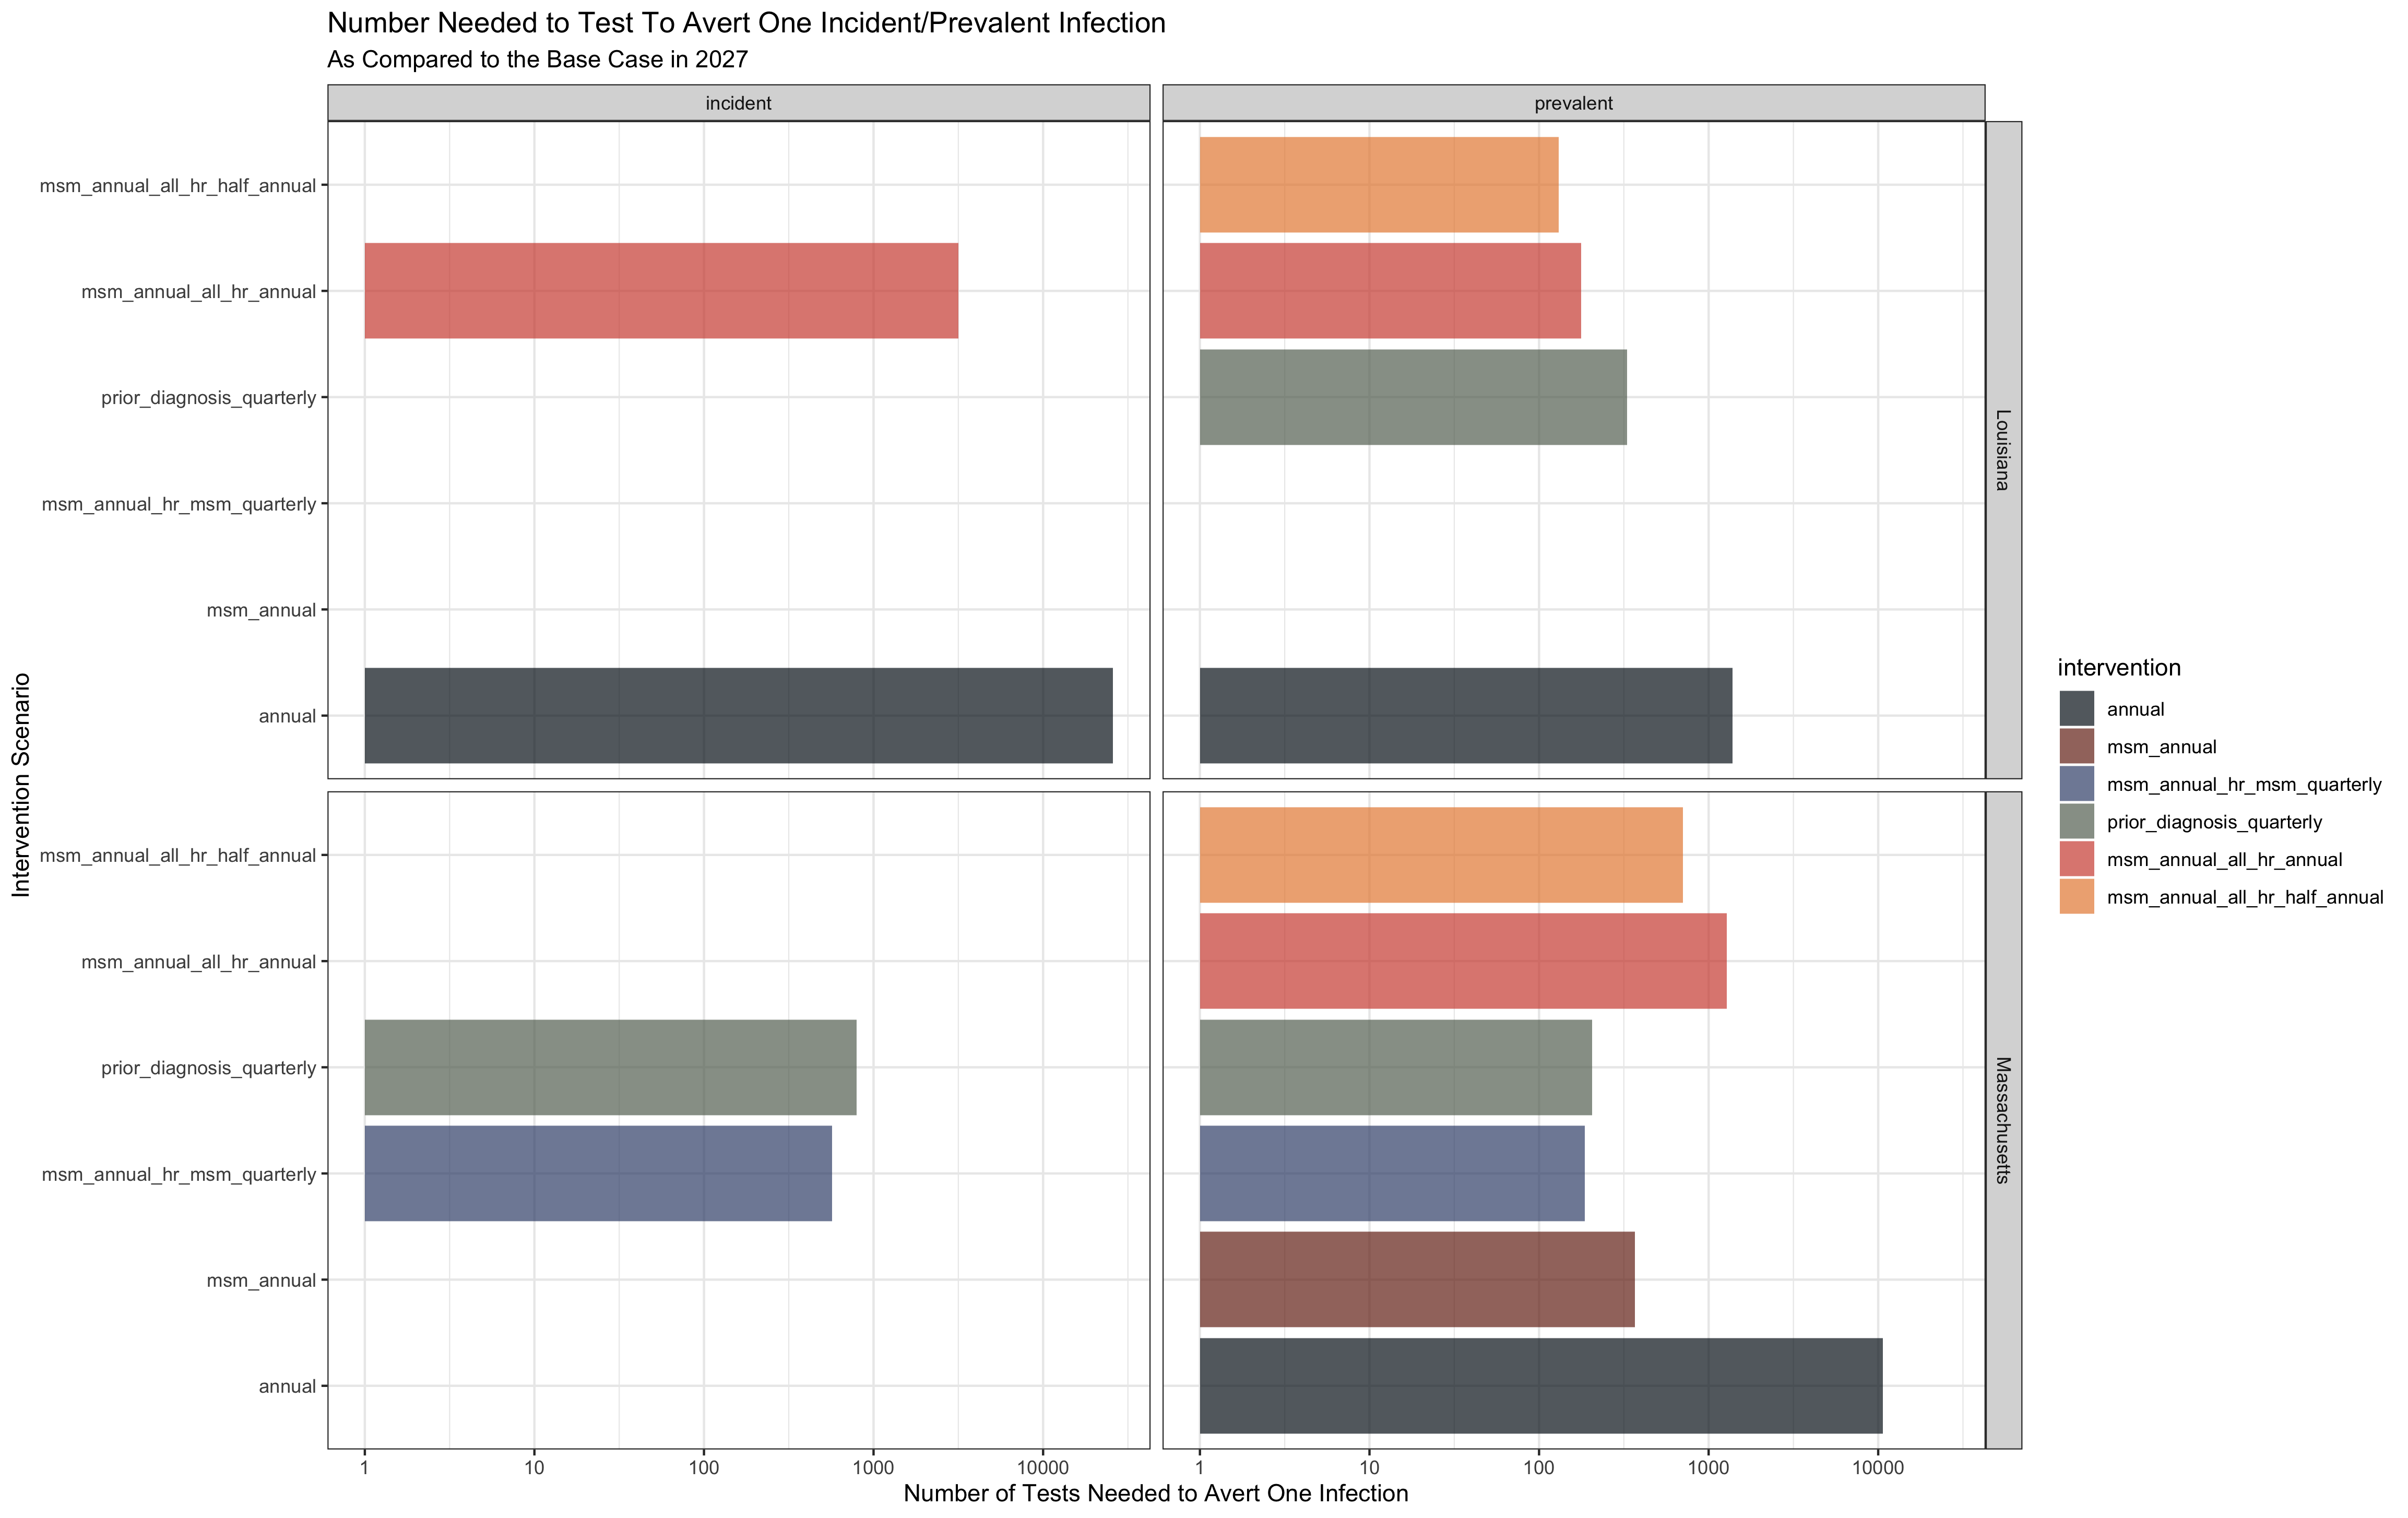 Number Needed to Test To Avert One Incident/Prevalent Infection
As Compared to the Base Case in 2027
incident
prevalent
Intervention Scenario
msm_annual_all_hr_half_annual
msm_annual_all_hr_annual
prior_diagnosis_quarterly
msm_annual_hr_msm_quarterly
msm_annual
annual
Louisiana
msm_annual_all_hr_half_annual
msm_annual_all_hr_annual
prior_diagnosis_quarterly
msm_annual_hr_msm_quarterly
msm_annual
annual
Massachusetts
1 10 100 1000 10000
1 10 100 1000 10000
Number of Tests Needed to Avert One Infection
intervention
annual
msm_annual
msm_annual_hr_msm_quarterly
prior_diagnosis_quarterly
msm_annual_all_hr_annual
msm_annual_all_hr_half_annual